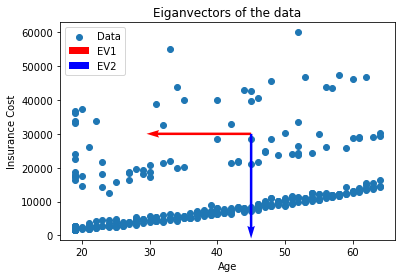 Eiganvectors of the data
Data
EV1
EV2
Insurance Cost
60000
50000
40000
30000
20000
10000
0
20 30 40 50 60
Age